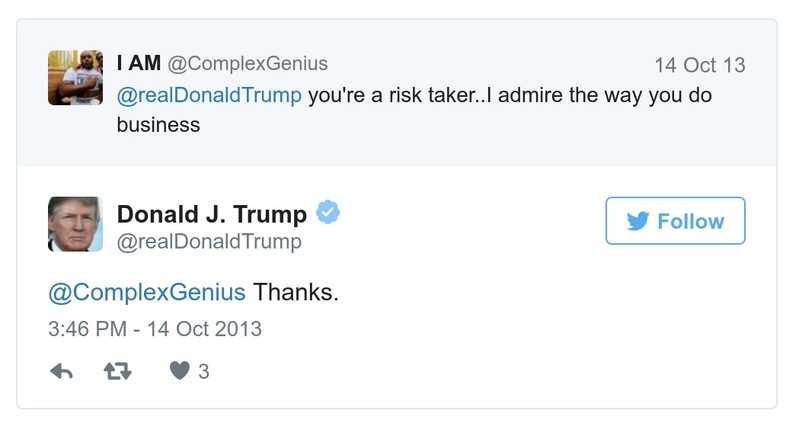 I AM @ComplexGenius 14 Oct 13
@realDonaldTrump you're a risk taker..I admire the way you do
business
Donald J. Trump
@realDonaldTrump
Follow
@ComplexGenius Thanks.
3:46 PM - 14 Oct 2013
3